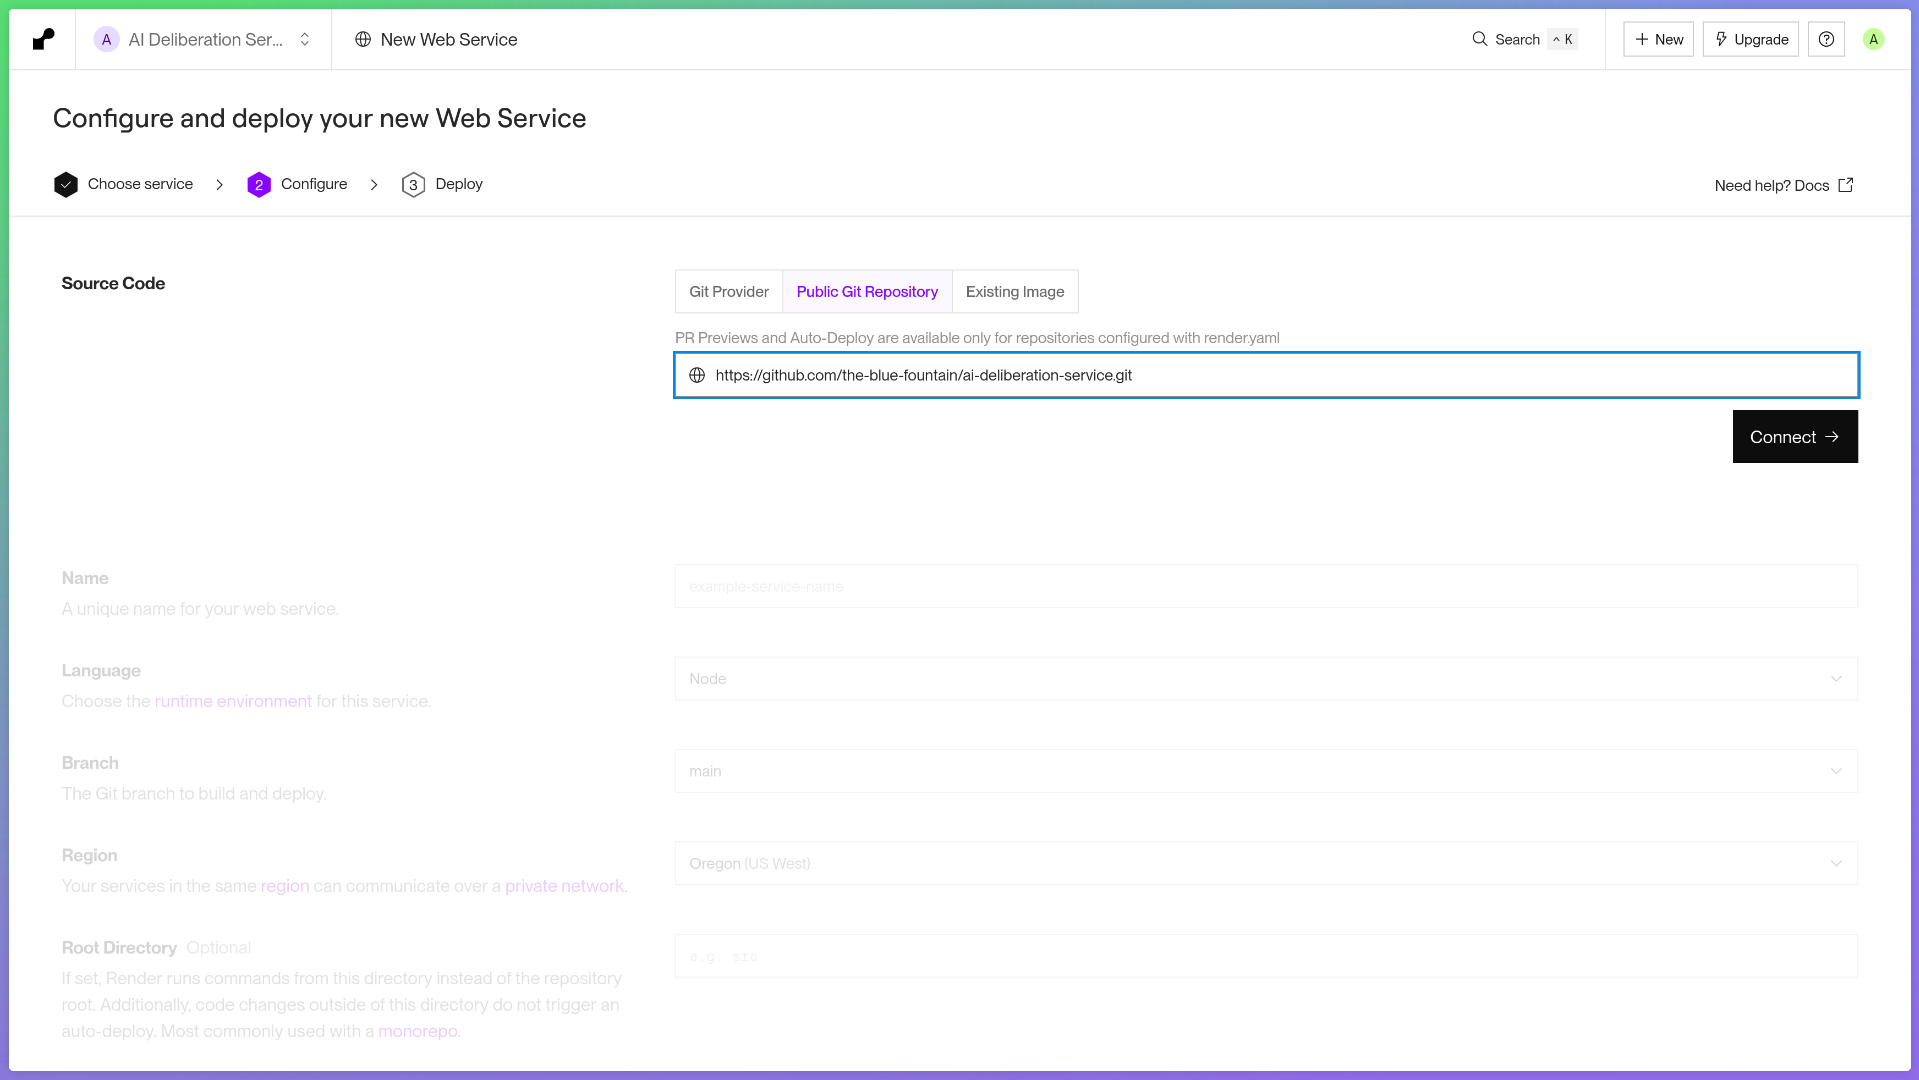 A AI Deliberation Ser... New Web Service Search ^ K + New Upgrade A
Configure and deploy your new Web Service
Choose service 2 Configure 3 Deploy Need help? Docs
Source Code
Git Provider Public Git Repository Existing Image
PR Previews and Auto-Deploy are available only for repositories configured with render.yaml
https://github.com/the-blue-fountain/ai-deliberation-service.git
Connect →
Name
example-service-name
A unique name for your web service.
Language
Node
Choose the runtime environment for this service.
Branch
main
The Git branch to build and deploy.
Region
Oregon (US West)
Your services in the same region can communicate over a private network.
Root Directory Optional
e.g. src
If set, Render runs commands from this directory instead of the repository
root. Additionally, code changes outside of this directory do not trigger an
auto-deploy. Most commonly used with a monorepo.